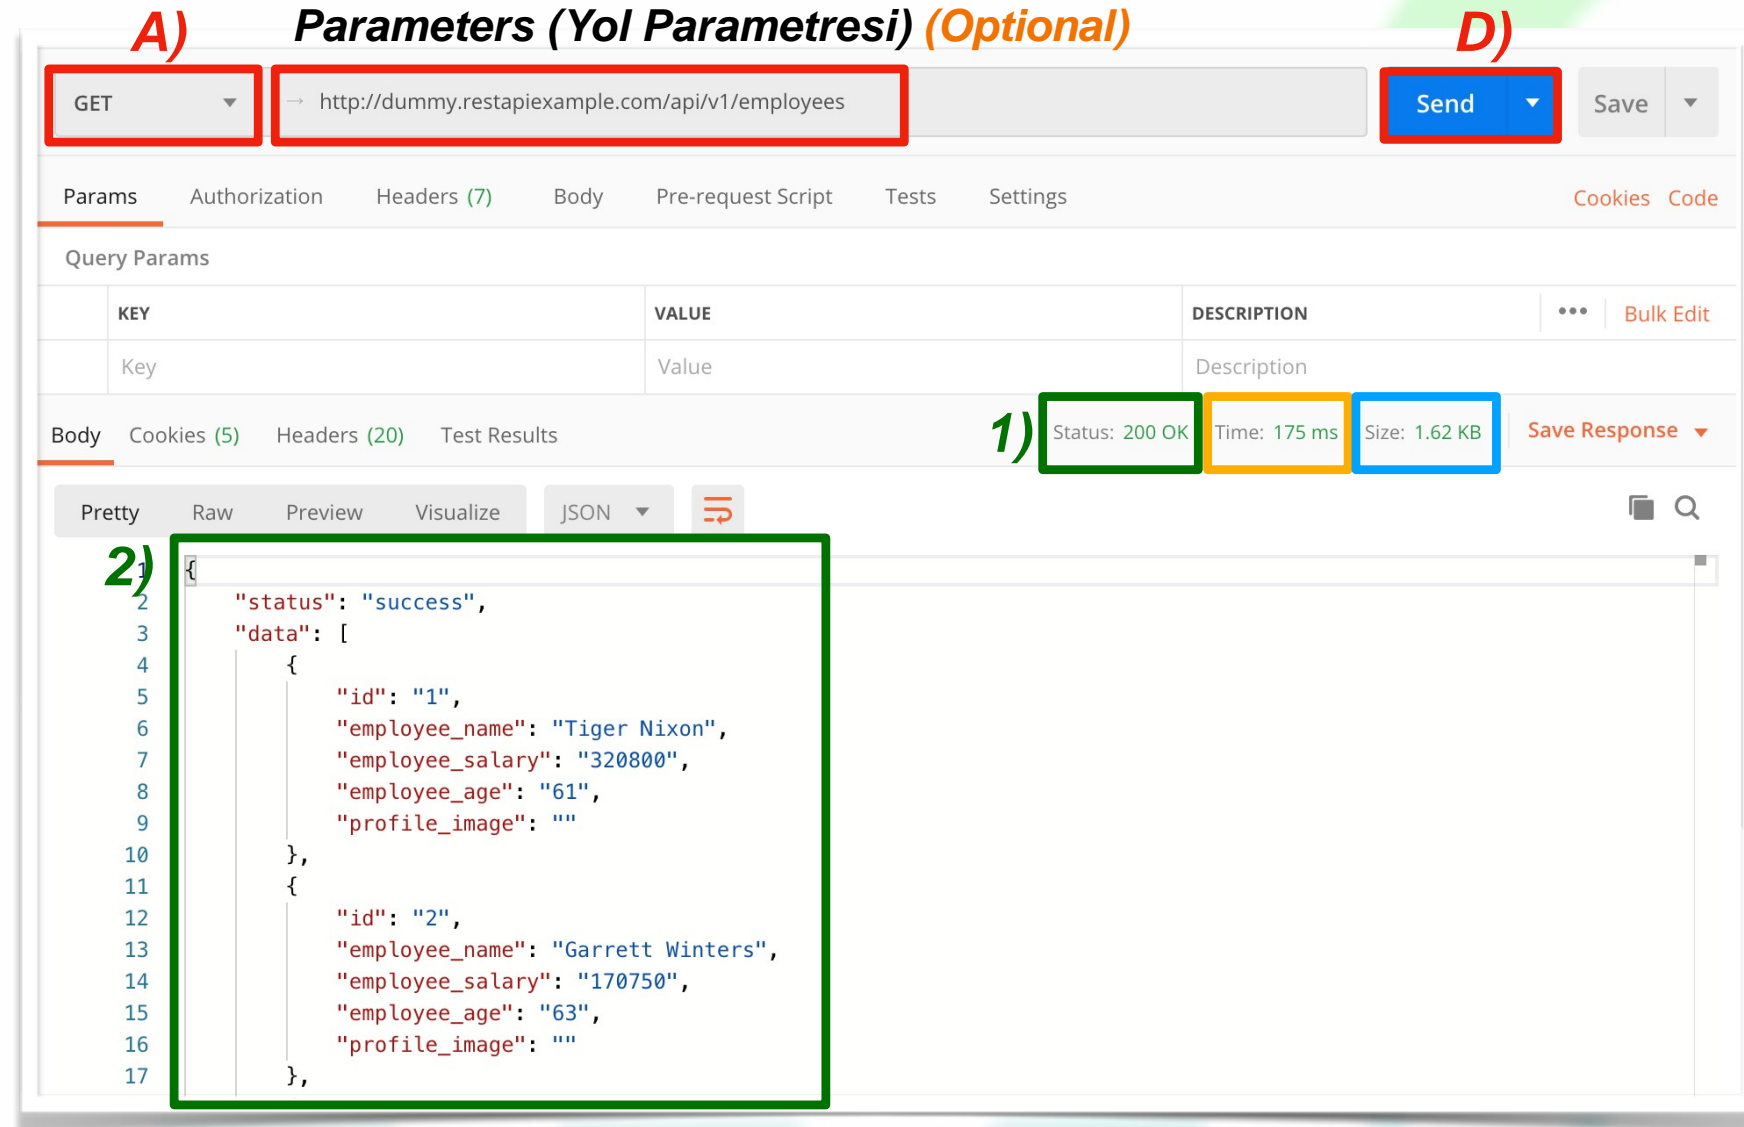 A) Parameters (Yol Parametresi) (Optional) D)
GET → http://dummy.restapiexample.com/api/v1/employees Send Save
Params Authorization Headers (7) Body Pre-request Script Tests Settings Cookies Code
Query Params
KEY VALUE DESCRIPTION ••• Bulk Edit
Key Value Description
Body Cookies (5) Headers (20) Test Results 1) Status: 200 OK Time: 175 ms Size: 1.62 KB Save Response
Pretty Raw Preview Visualize JSON
2) 1 {
2 "status": "success",
3 "data": [
4 {
5 "id": "1",
6 "employee_name": "Tiger Nixon",
7 "employee_salary": "320800",
8 "employee_age": "61",
9 "profile_image": ""
10 },
11 {
12 "id": "2",
13 "employee_name": "Garrett Winters",
14 "employee_salary": "170750",
15 "employee_age": "63",
16 "profile_image": ""
17 },